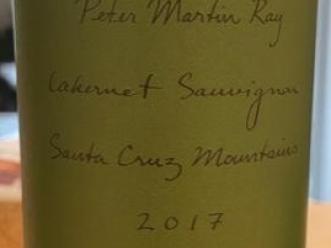 Peter Martin Ray
Cabernet Sauvignon
Santa Cruz Mountains
2017